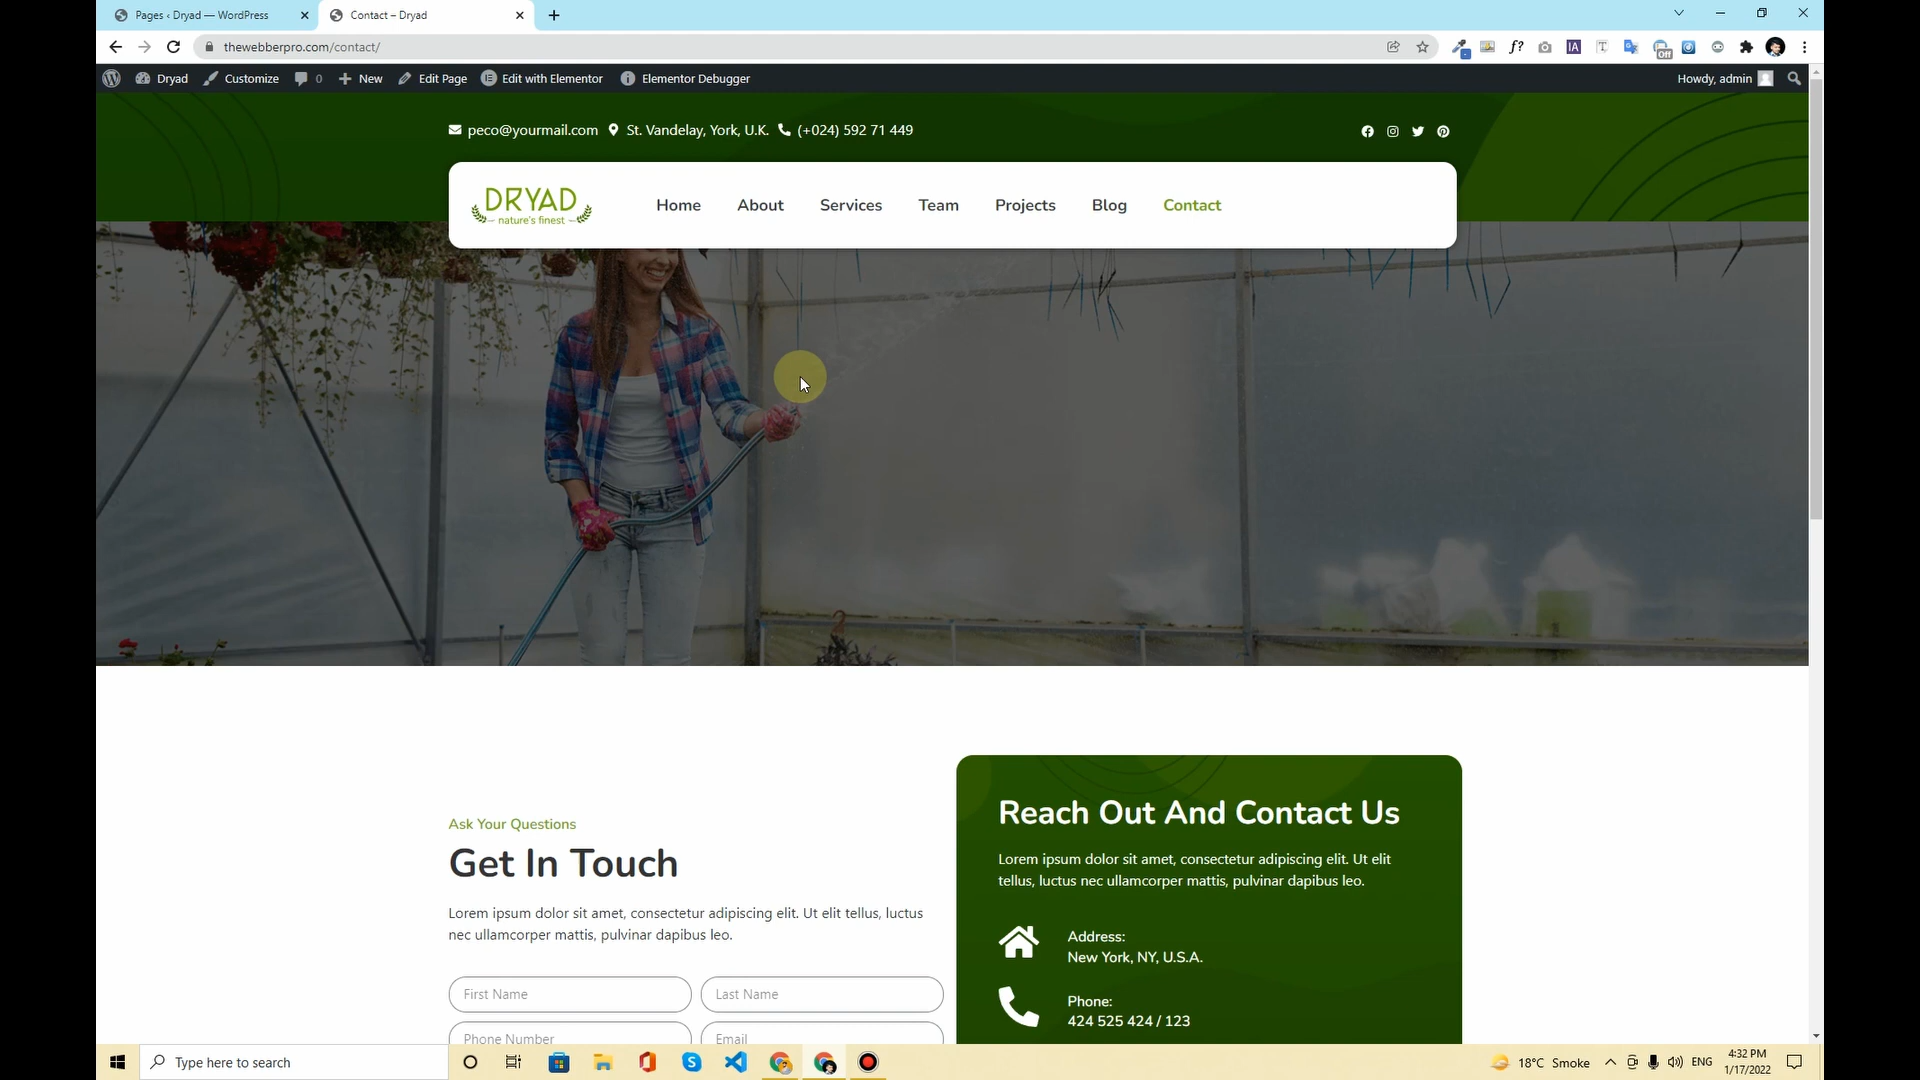 Pages ‹ Dryad — WordPress
Contact – Dryad
thewebberpro.com/contact/
f?
IA
T
Off
Dryad
Customize
0
New
Edit Page
Edit with Elementor
Elementor Debugger
Howdy, admin
peco@yourmail.com St. Vandelay, York, U.K. (+024) 592 71 449
DRYAD
nature's finest
Home About Services Team Projects Blog Contact
Ask Your Questions
Get In Touch
Lorem ipsum dolor sit amet, consectetur adipiscing elit. Ut elit tellus, luctus
nec ullamcorper mattis, pulvinar dapibus leo.
First Name Last Name
Phone Number Email
Reach Out And Contact Us
Lorem ipsum dolor sit amet, consectetur adipiscing elit. Ut elit
tellus, luctus nec ullamcorper mattis, pulvinar dapibus leo.
Address:
New York, NY, U.S.A.
Phone:
424 525 424 / 123
Type here to search
18°C Smoke
ENG
4:32 PM
1/17/2022